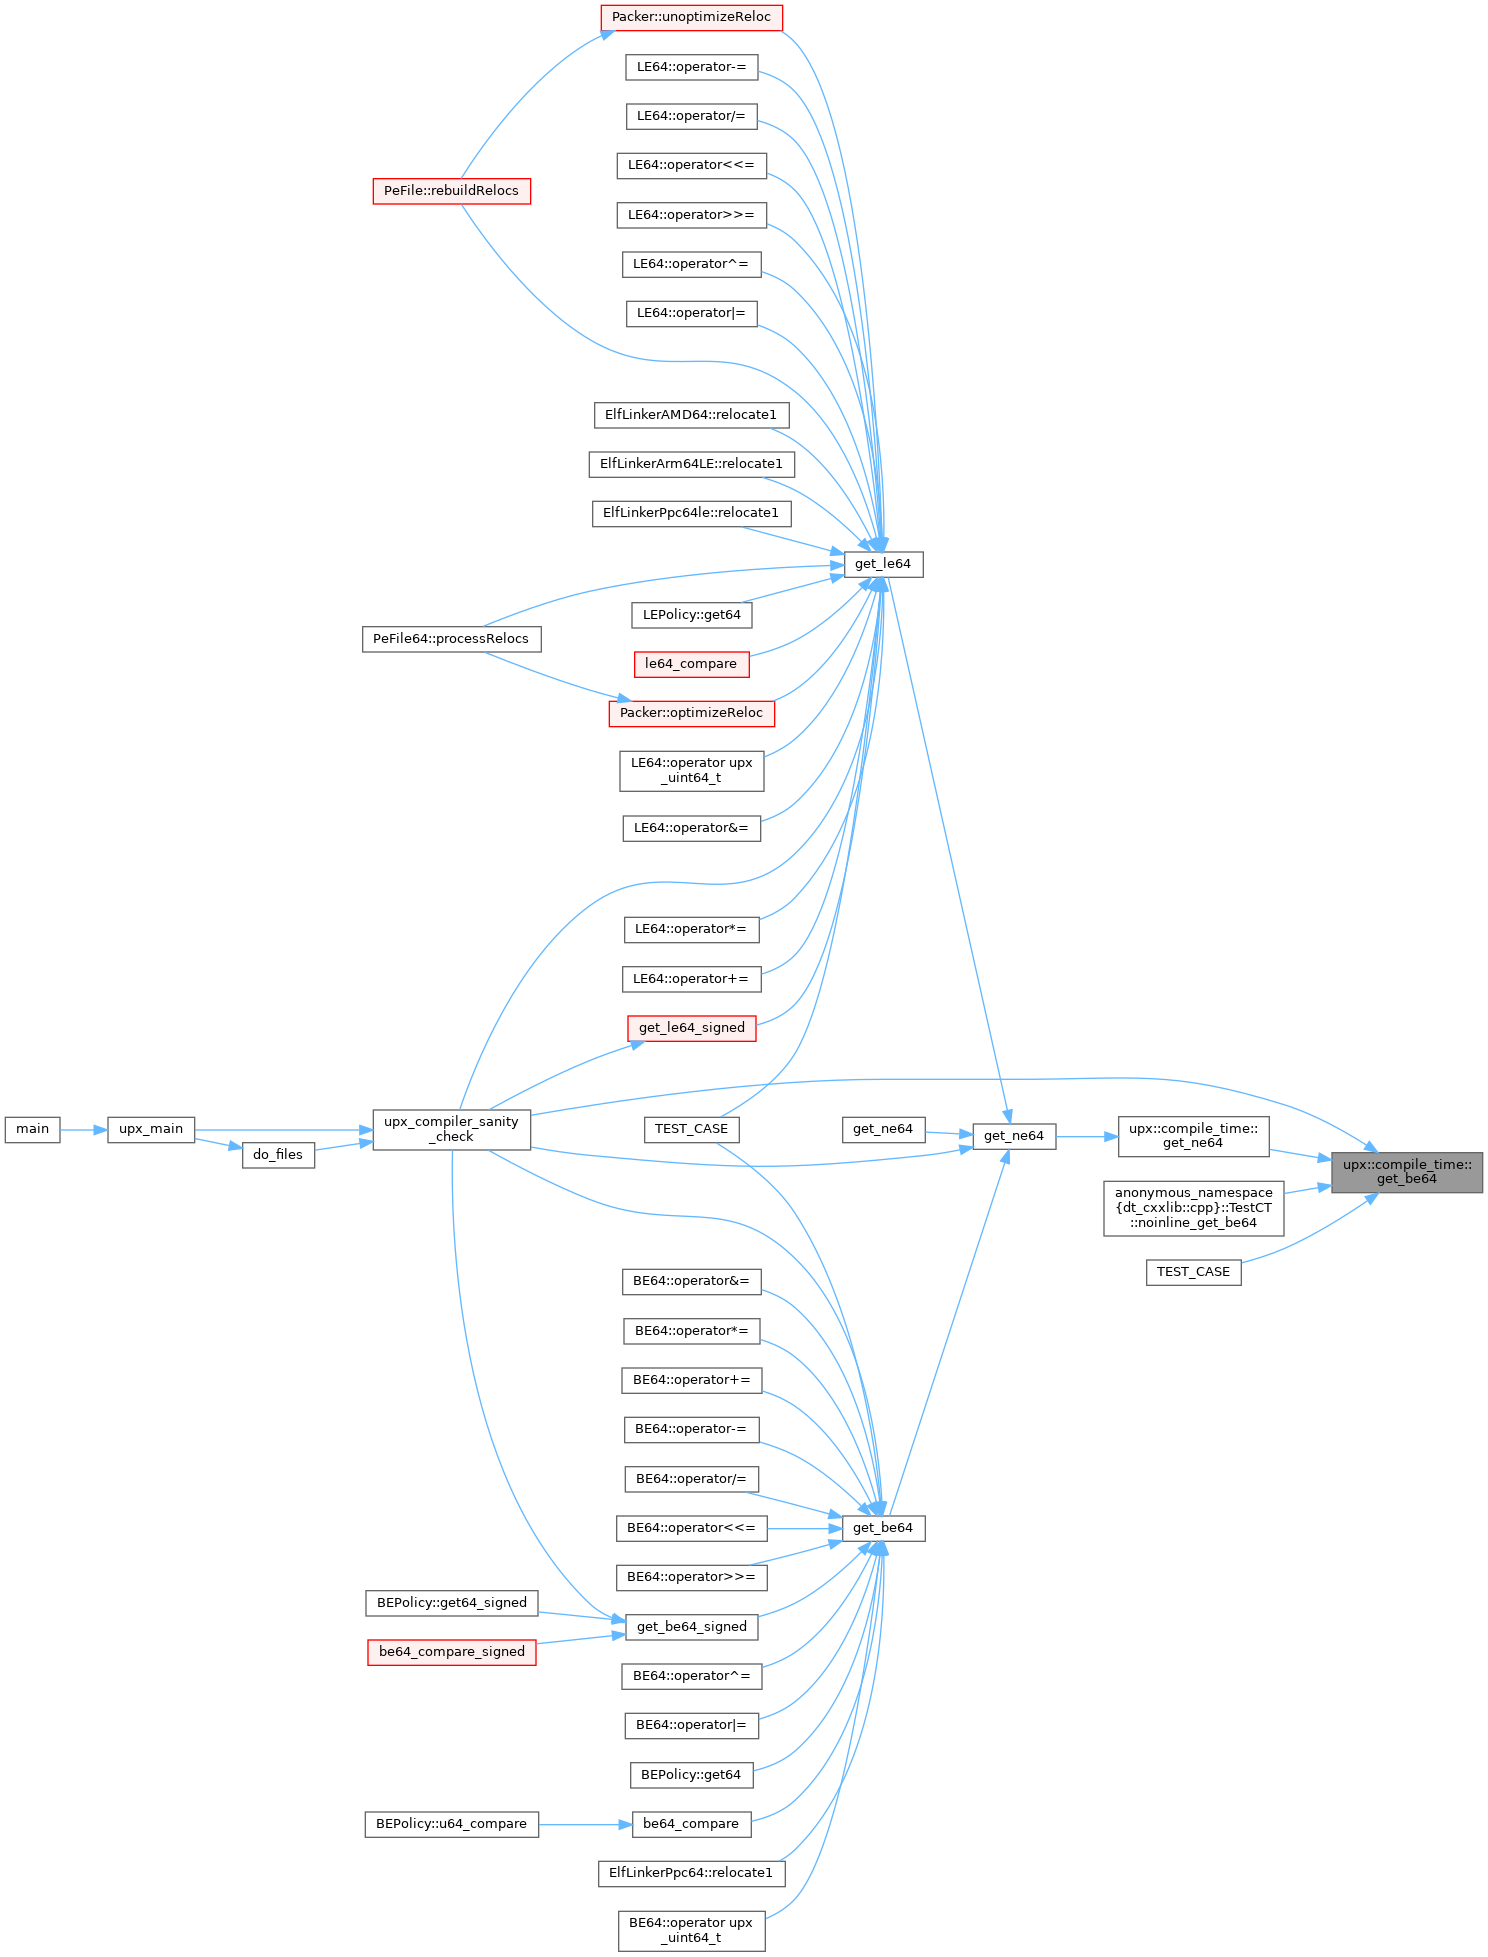 Packer::unoptimizeReloc
LE64::operator-=
LE64::operator/=
LE64::operator<<=
PeFile::rebuildRelocs
LE64::operator>>=
LE64::operator^=
LE64::operator|=
ElfLinkerAMD64::relocate1
ElfLinkerArm64LE::relocate1
ElfLinkerPpc64le::relocate1
get_le64
LEPolicy::get64
PeFile64::processRelocs
le64_compare
Packer::optimizeReloc
LE64::operator upx
_uint64_t
LE64::operator&=
LE64::operator*=
LE64::operator+=
get_le64_signed
main
upx_main
do_files
upx_compiler_sanity
_check
TEST_CASE
get_ne64
get_ne64
upx::compile_time::
get_ne64
upx::compile_time::
get_be64
anonymous_namespace
{dt_cxxlib::cpp}::TestCT
::noinline_get_be64
TEST_CASE
BE64::operator&=
BE64::operator*=
BE64::operator+=
BE64::operator-=
BE64::operator/=
BE64::operator<<=
get_be64
BE64::operator>>=
BEPolicy::get64_signed
get_be64_signed
be64_compare_signed
BE64::operator^=
BE64::operator|=
BEPolicy::get64
BEPolicy::u64_compare
be64_compare
ElfLinkerPpc64::relocate1
BE64::operator upx
_uint64_t